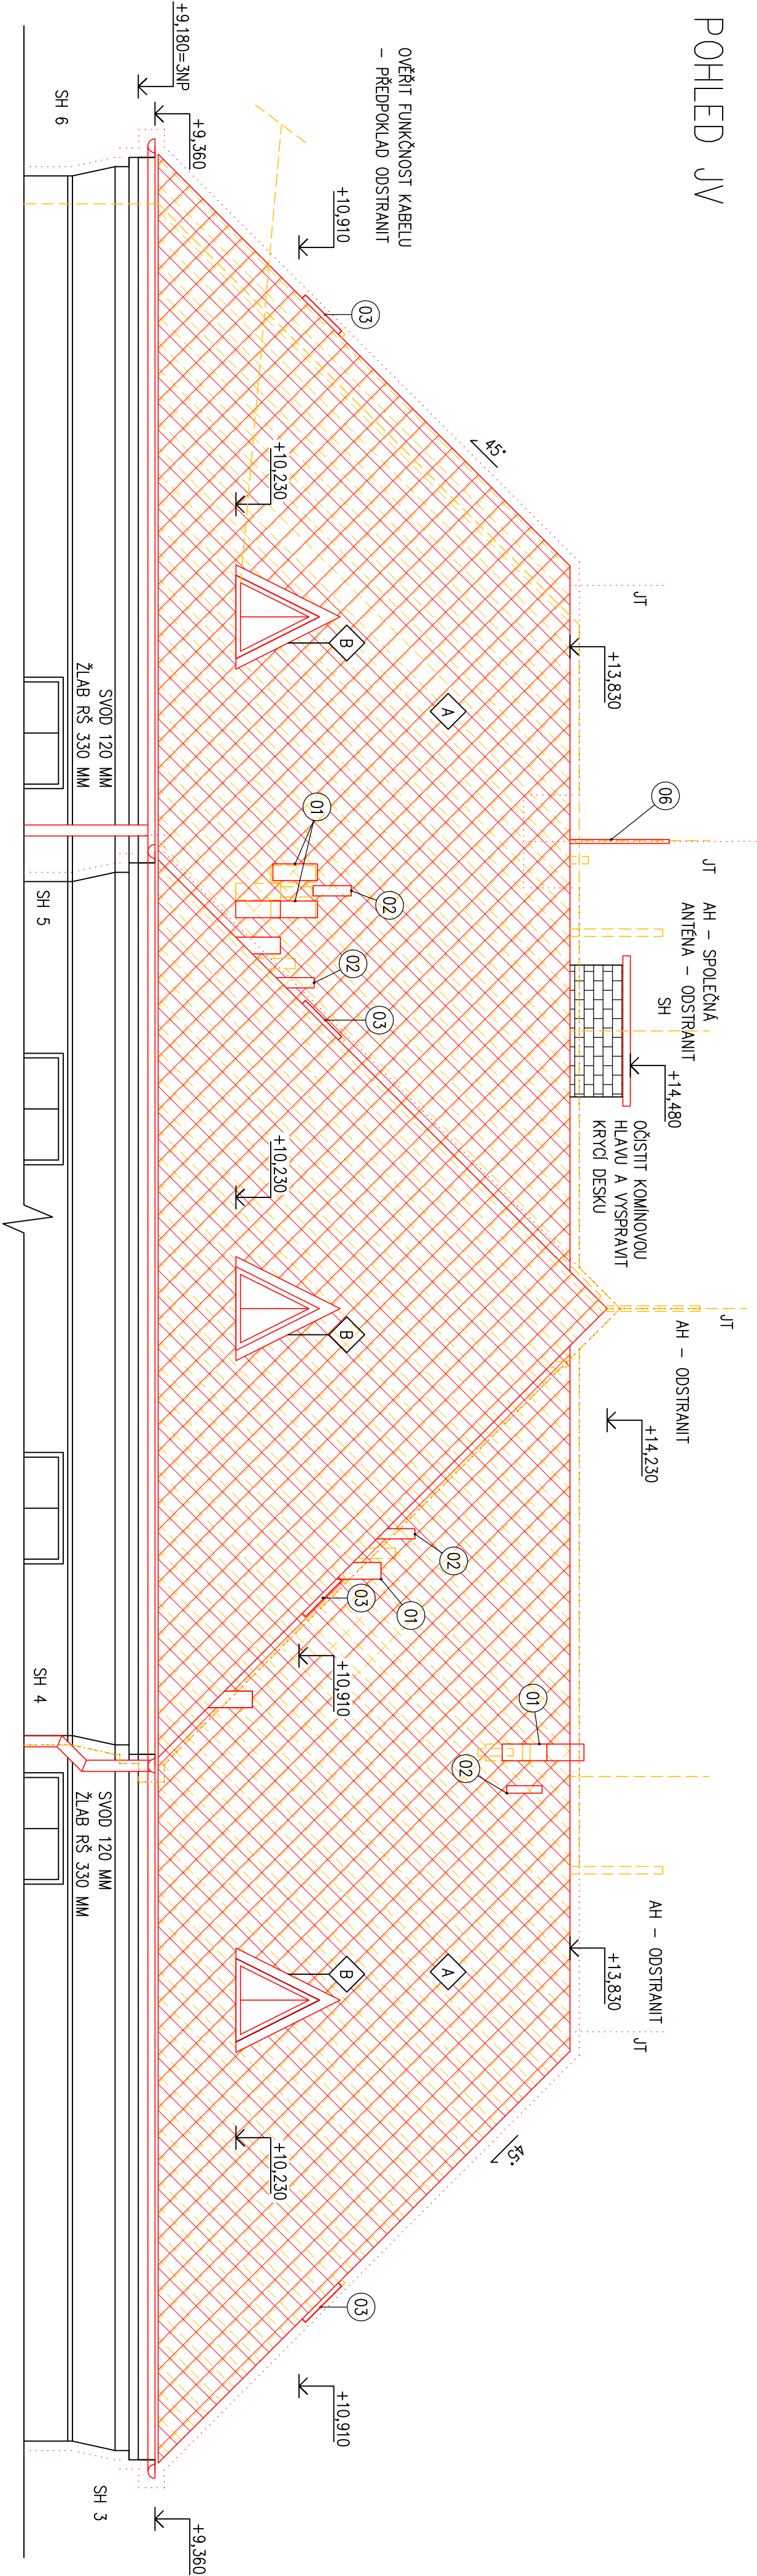 POHLED JV
JT
JT
AH – SPOLEČNÁ
ANTÉNA – ODSTRANIT
SH
+14,480
OČISTIT KOMÍNOVOU
HLAVU A VYSPRAVIT
KRYCÍ DESKU
JT
AH – ODSTRANIT
+14,230
AH – ODSTRANIT
JT
06
+13,830
+13,830
45°
45°
OVĚŘIT FUNKČNOST KABELU
– PŘEDPOKLAD ODSTRANIT
A
A
01
02
02
+10,910
03
B
01
02
02
03
B
03
01
+10,910
B
03
+10,910
+10,230
+10,230
+10,230
+9,180=3NP
+9,360
+9,360
SVOD 120 MM
ŽLAB RŠ 330 MM
SVOD 120 MM
ŽLAB RŠ 330 MM
SH 6
SH 5
SH 4
SH 3